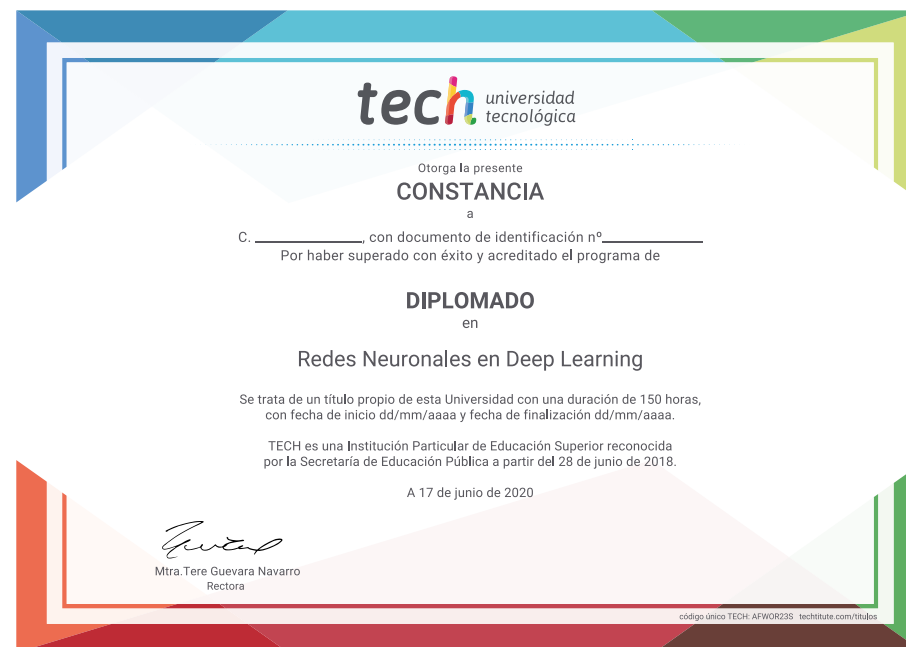 tech universidad
tecnológica
Otorga la presente
CONSTANCIA
a
C. ____________, con documento de identificación nº____________
Por haber superado con éxito y acreditado el programa de
DIPLOMADO
en
Redes Neuronales en Deep Learning
Se trata de un título propio de esta Universidad con una duración de 150 horas,
con fecha de inicio dd/mm/aaaa y fecha de finalización dd/mm/aaaa.
TECH es una Institución Particular de Educación Superior reconocida
por la Secretaría de Educación Pública a partir del 28 de junio de 2018.
A 17 de junio de 2020
Mtra.Tere Guevara Navarro
Rectora
código único TECH: AFWOR23S techtitute.com/titulos